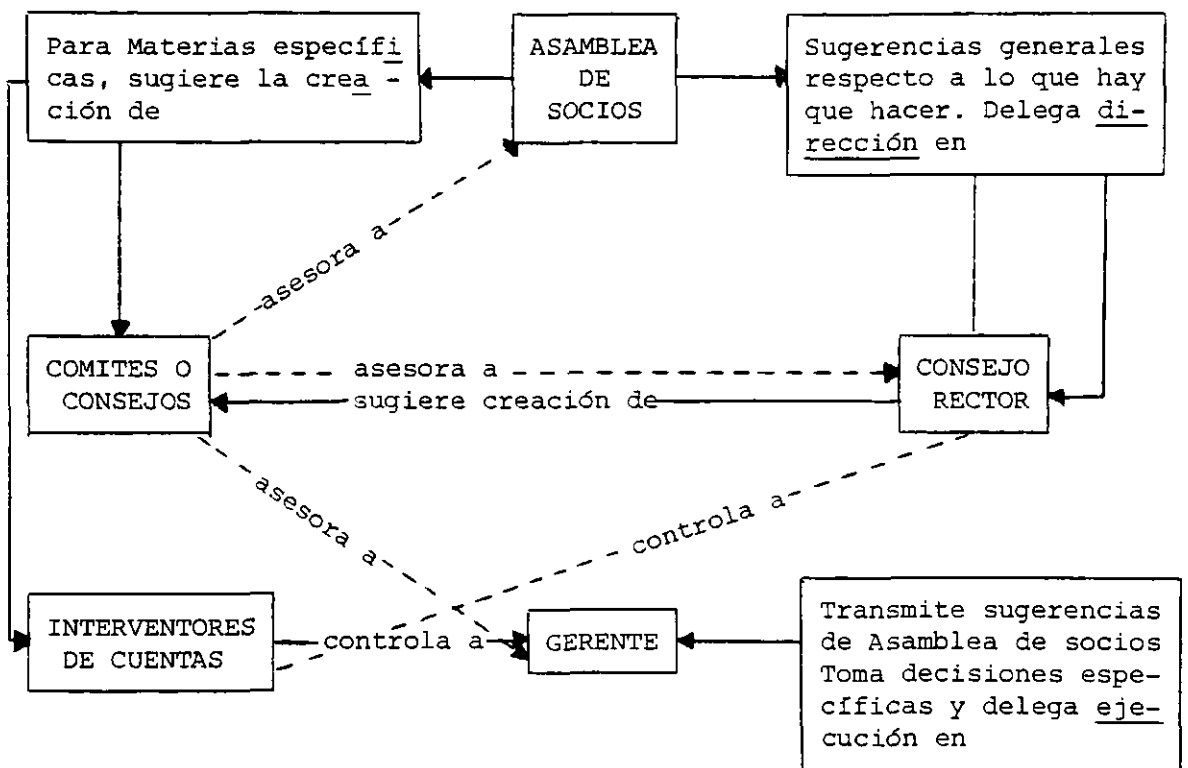 Para Materias específi
cas, sugiere la crea -
ción de
ASAMBLEA
DE
SOCIOS
Sugerencias generales
respecto a lo que hay
que hacer. Delega di-
rección en
asesora a
COMITES O
CONSEJOS
asesora a
sugiere creación de
CONSEJO
RECTOR
asesora a
controla a
INTERVENTORES
DE CUENTAS
controla a
GERENTE
Transmite sugerencias
de Asamblea de socios
Toma decisiones espe-
cíficas y delega eje-
cución en